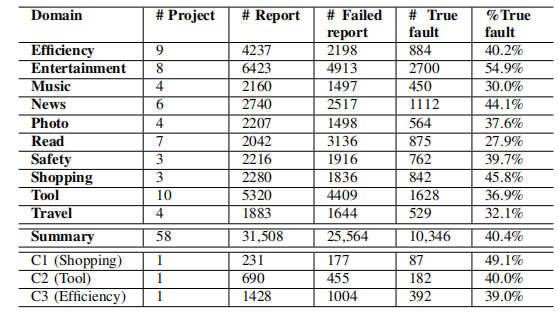 Domain # Project # Report # Failed report # True fault %True fault
Efficiency 9 4237 2198 884 40.2%
Entertainment 8 6423 4913 2700 54.9%
Music 4 2160 1497 450 30.0%
News 6 2740 2517 1112 44.1%
Photo 4 2207 1498 564 37.6%
Read 7 2042 3136 875 27.9%
Safety 3 2216 1916 762 39.7%
Shopping 3 2280 1836 842 45.8%
Tool 10 5320 4409 1628 36.9%
Travel 4 1883 1644 529 32.1%
Summary 58 31,508 25,564 10,346 40.4%
C1 (Shopping) 1 231 177 87 49.1%
C2 (Tool) 1 690 455 182 40.0%
C3 (Efficiency) 1 1428 1004 392 39.0%